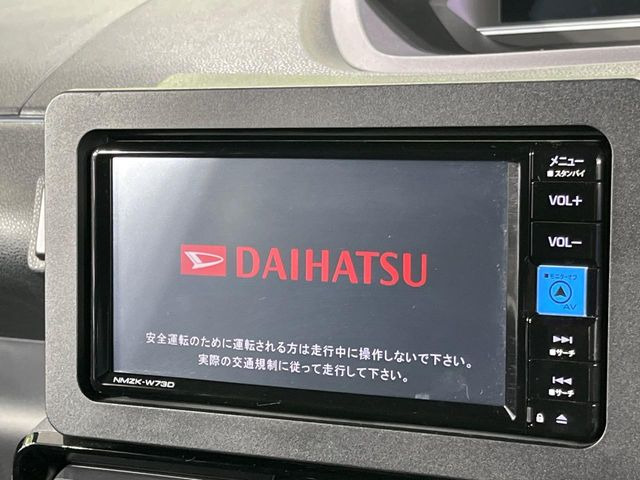 DAIHATSU
安全運転のために運転される方は走行中に操作しないで下さい。
実際の交通規制に従って走行して下さい。
NMZK-W73D
メニュー
スタンバイ
VOL+
VOL-
モニターオフ
AV
サーチ
サーチ